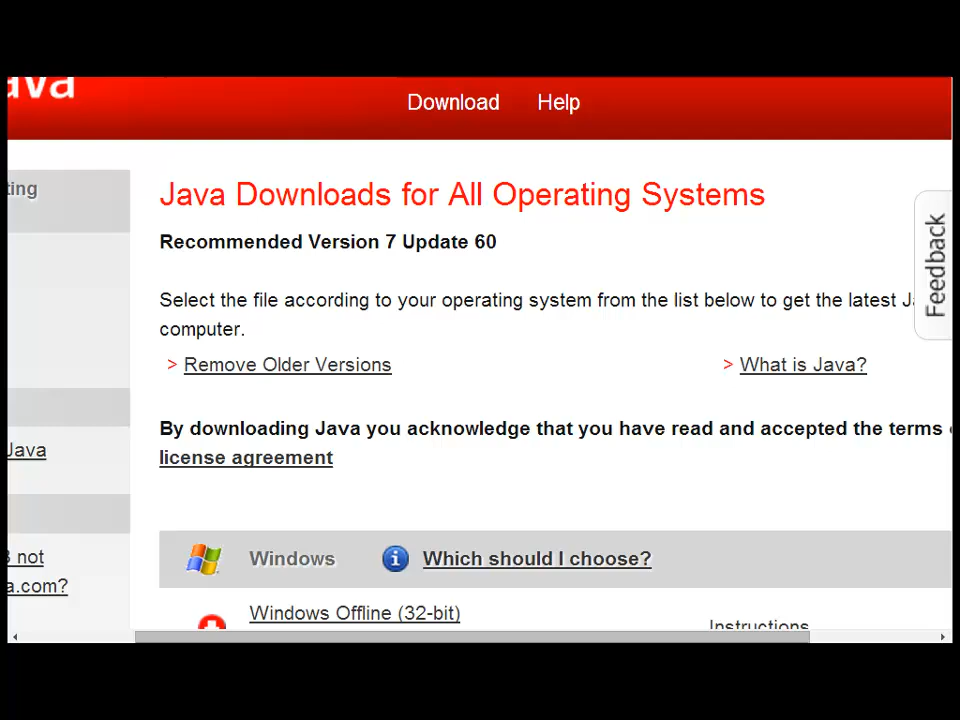 Download Help
Java Downloads for All Operating Systems
Recommended Version 7 Update 60
Select the file according to your operating system from the list below to get the latest
computer.
> Remove Older Versions > What is Java?
By downloading Java you acknowledge that you have read and accepted the terms
license agreement
Feedback
Java
not
a.com?
Windows Which should I choose?
Windows Offline (32-bit)
Instructions